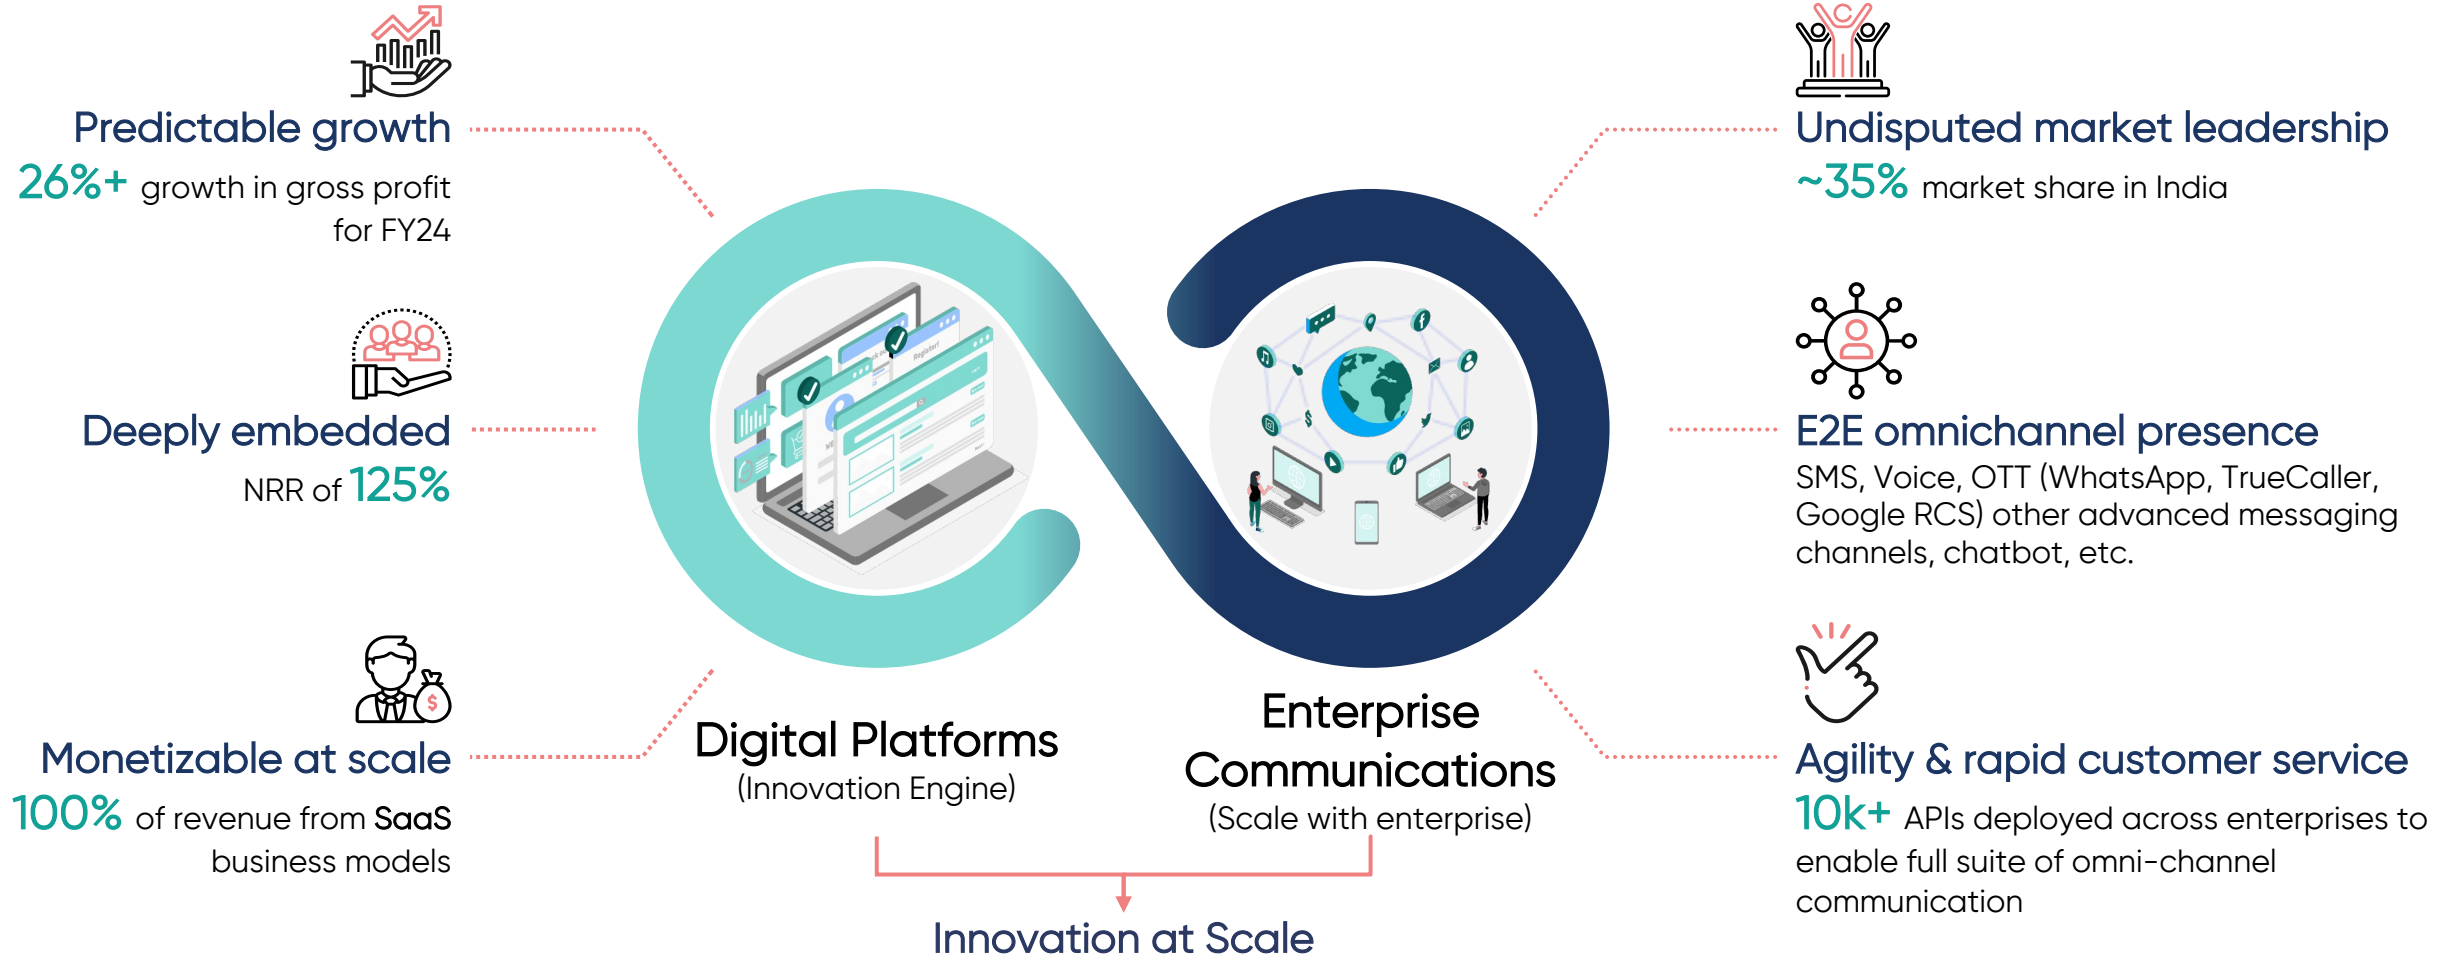 Predictable growth
26%+ growth in gross profit
for FY24
Deeply embedded
NRR of 125%
Monetizable at scale
100% of revenue from SaaS
business models
Register!
Digital Platforms
(Innovation Engine)
Enterprise
Communications
(Scale with enterprise)
Innovation at Scale
Undisputed market leadership
~35% market share in India
E2E omnichannel presence
SMS, Voice, OTT (WhatsApp, TrueCaller,
Google RCS) other advanced messaging
channels, chatbot, etc.
Agility & rapid customer service
10k+ APIs deployed across enterprises to
enable full suite of omni-channel
communication